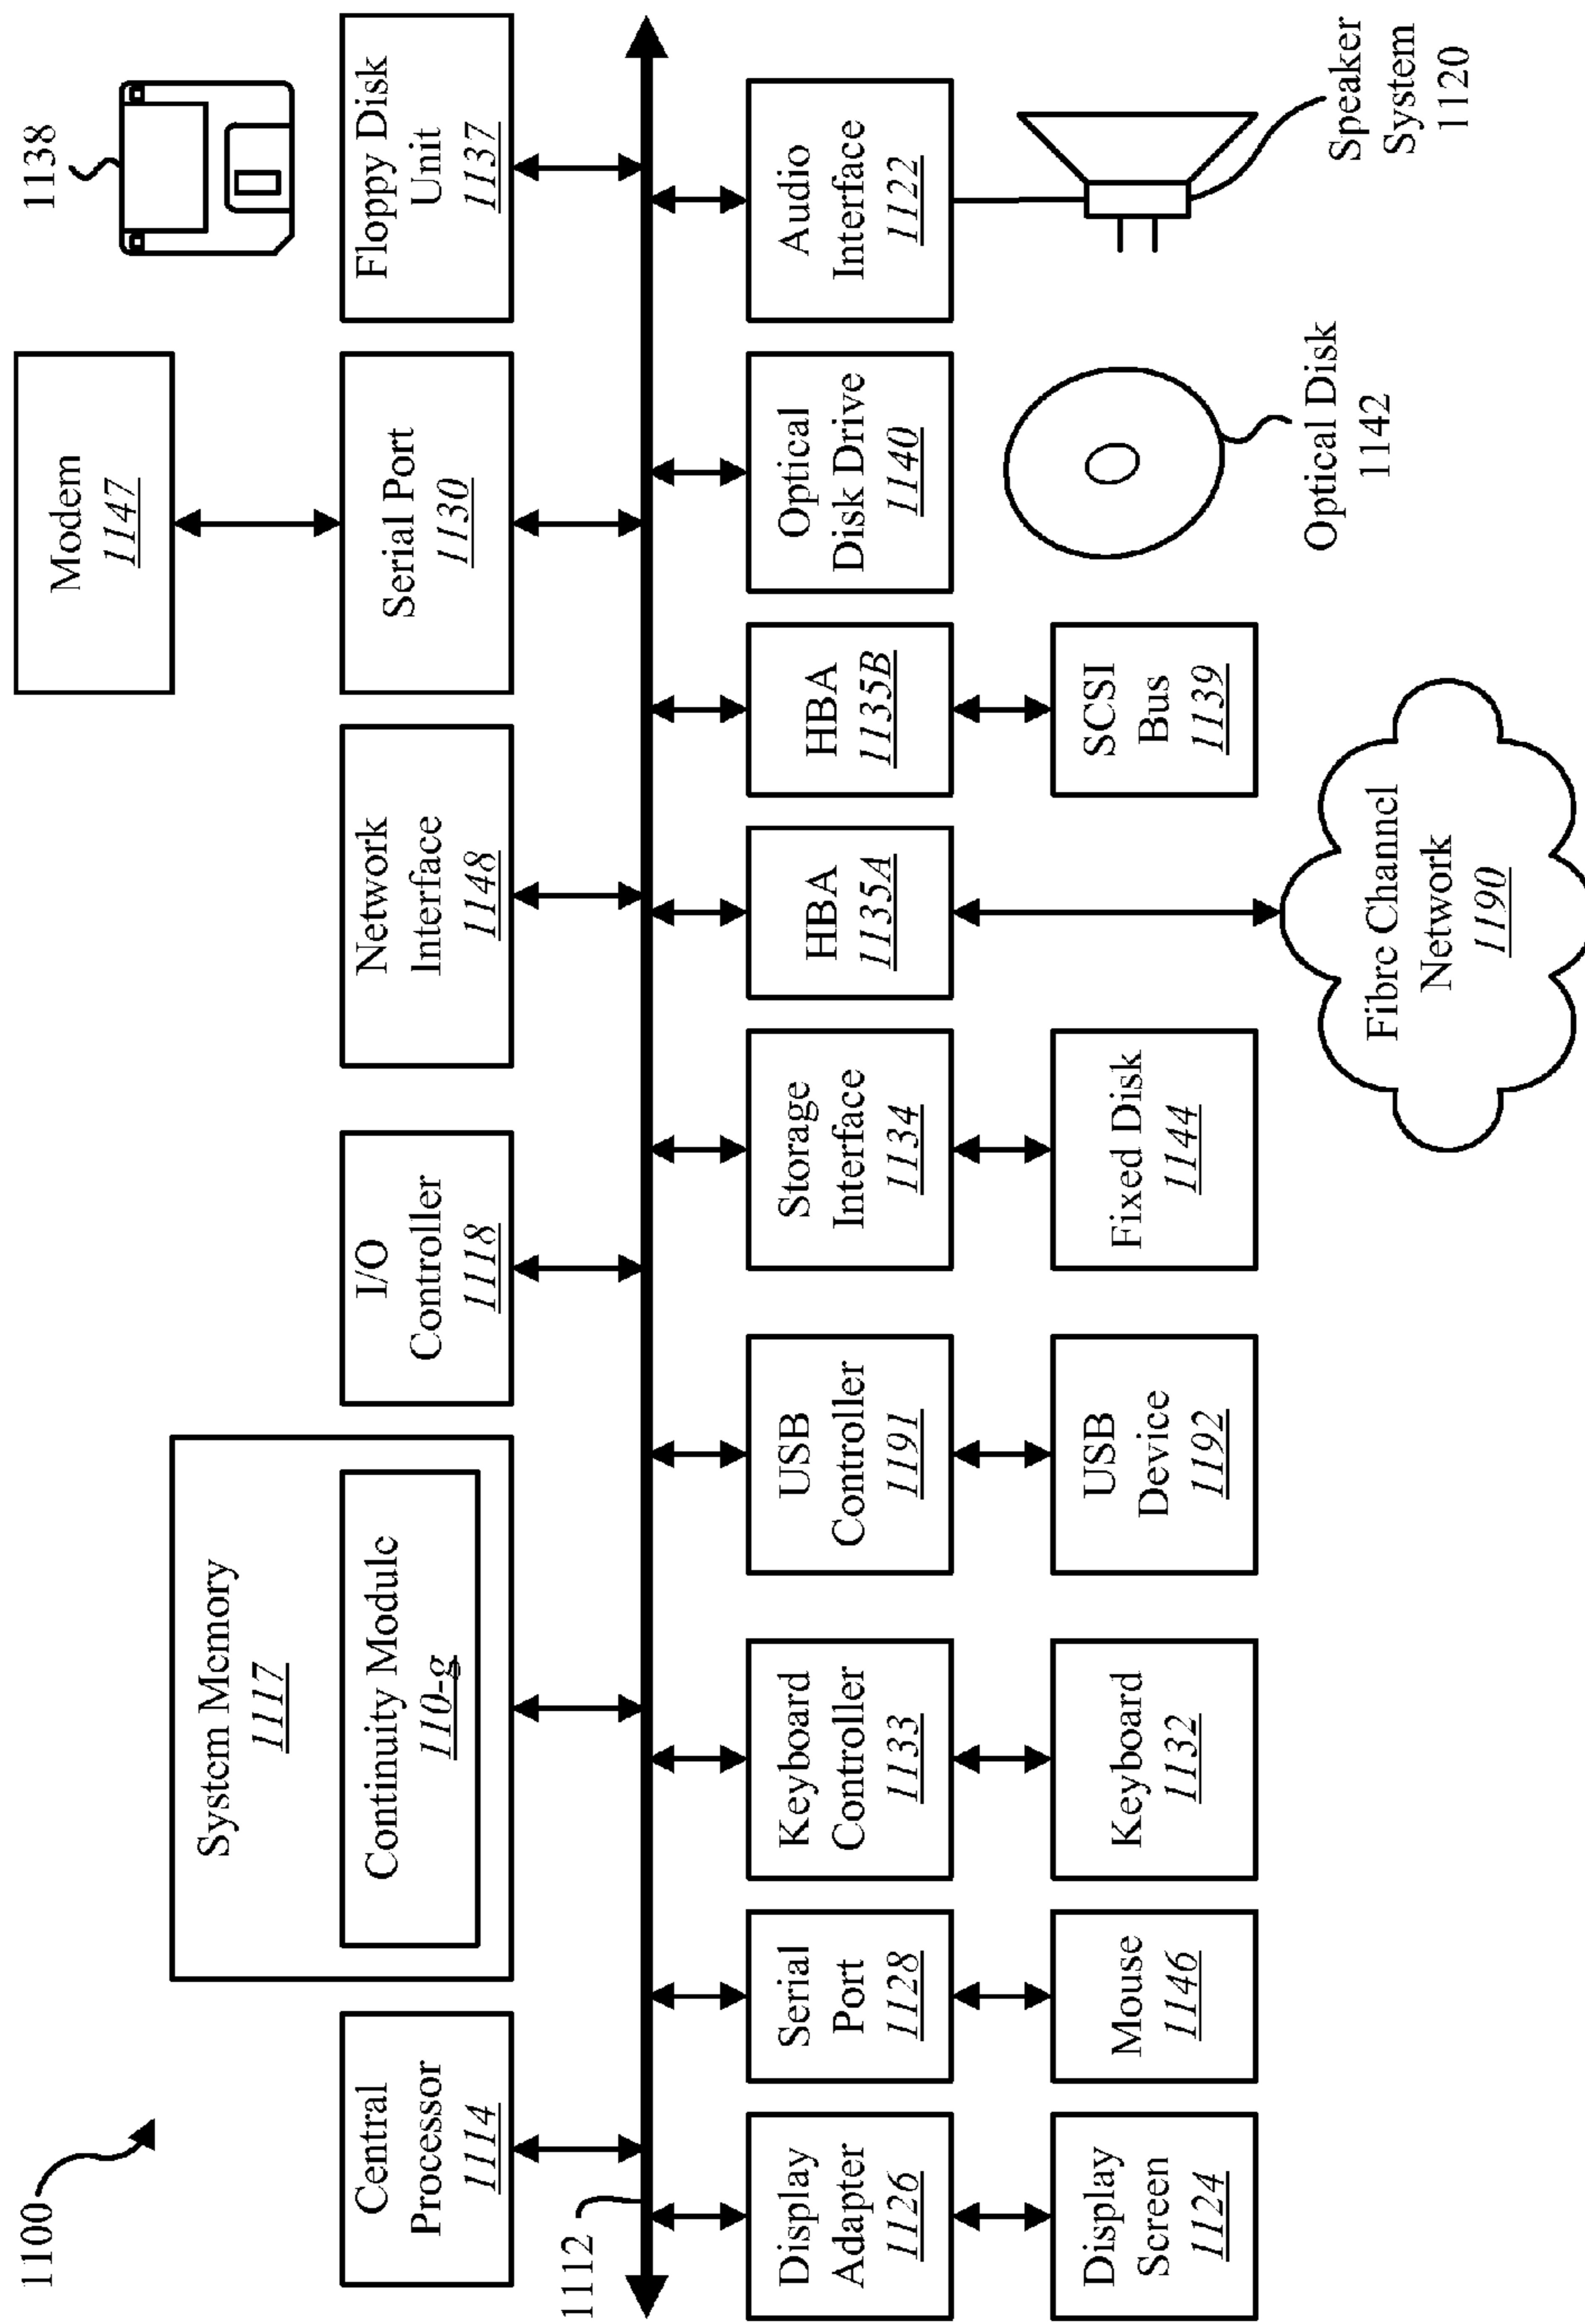 1100
Modem
1147
1138
System Memory
1117
Continuity Module
110-g
Central
Processor
1114
I/O
Controller
1118
Network
Interface
1148
Serial Port
1130
Floppy Disk
Unit
1137
1112
Display
Adapter
1126
Serial
Port
1128
Keyboard
Controller
1133
USB
Controller
1191
Storage
Interface
1134
HBA
1135A
HBA
1135B
Optical
Disk Drive
1140
Audio
Interface
1122
Display
Screen
1124
Mouse
1146
Keyboard
1132
USB
Device
1192
Fixed Disk
1144
SCSI
Bus
1139
Fibre Channel
Network
1190
Optical Disk
1142
Speaker
System
1120